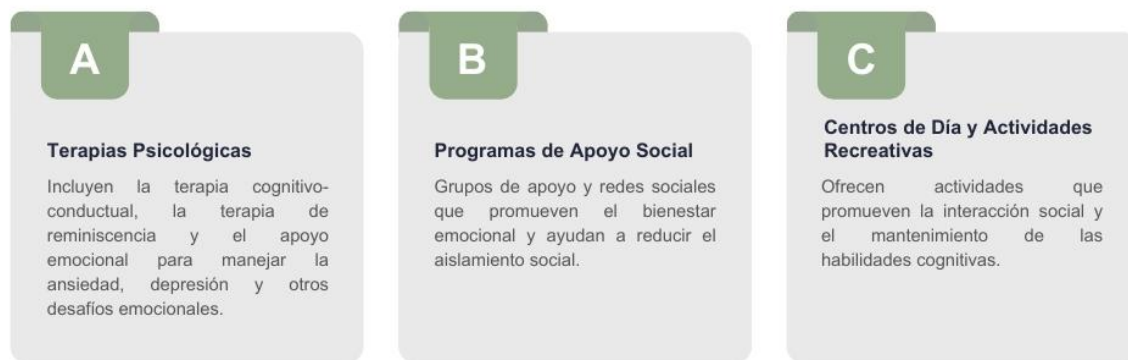 A
Terapias Psicológicas
Incluyen la terapia cognitivo-
conductual, la terapia de
reminiscencia y el apoyo
emocional para manejar la
ansiedad, depresión y otros
desafíos emocionales.
B
Programas de Apoyo Social
Grupos de apoyo y redes sociales
que promueven el bienestar
emocional y ayudan a reducir el
aislamiento social.
C
Centros de Día y Actividades
Recreativas
Ofrecen actividades que
promueven la interacción social y
el mantenimiento de las
habilidades cognitivas.